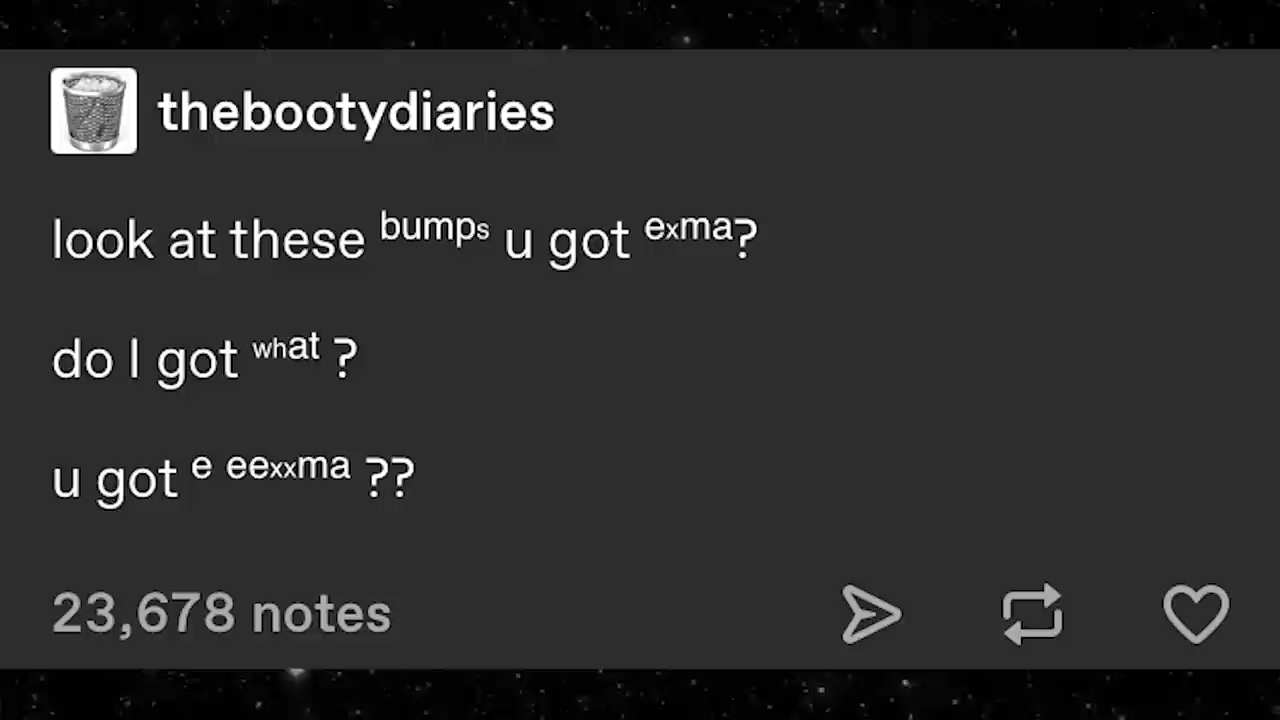 thebootydiaries
look at these bumps u got exma?
do I got what ?
u got e eexxma ??
23,678 notes